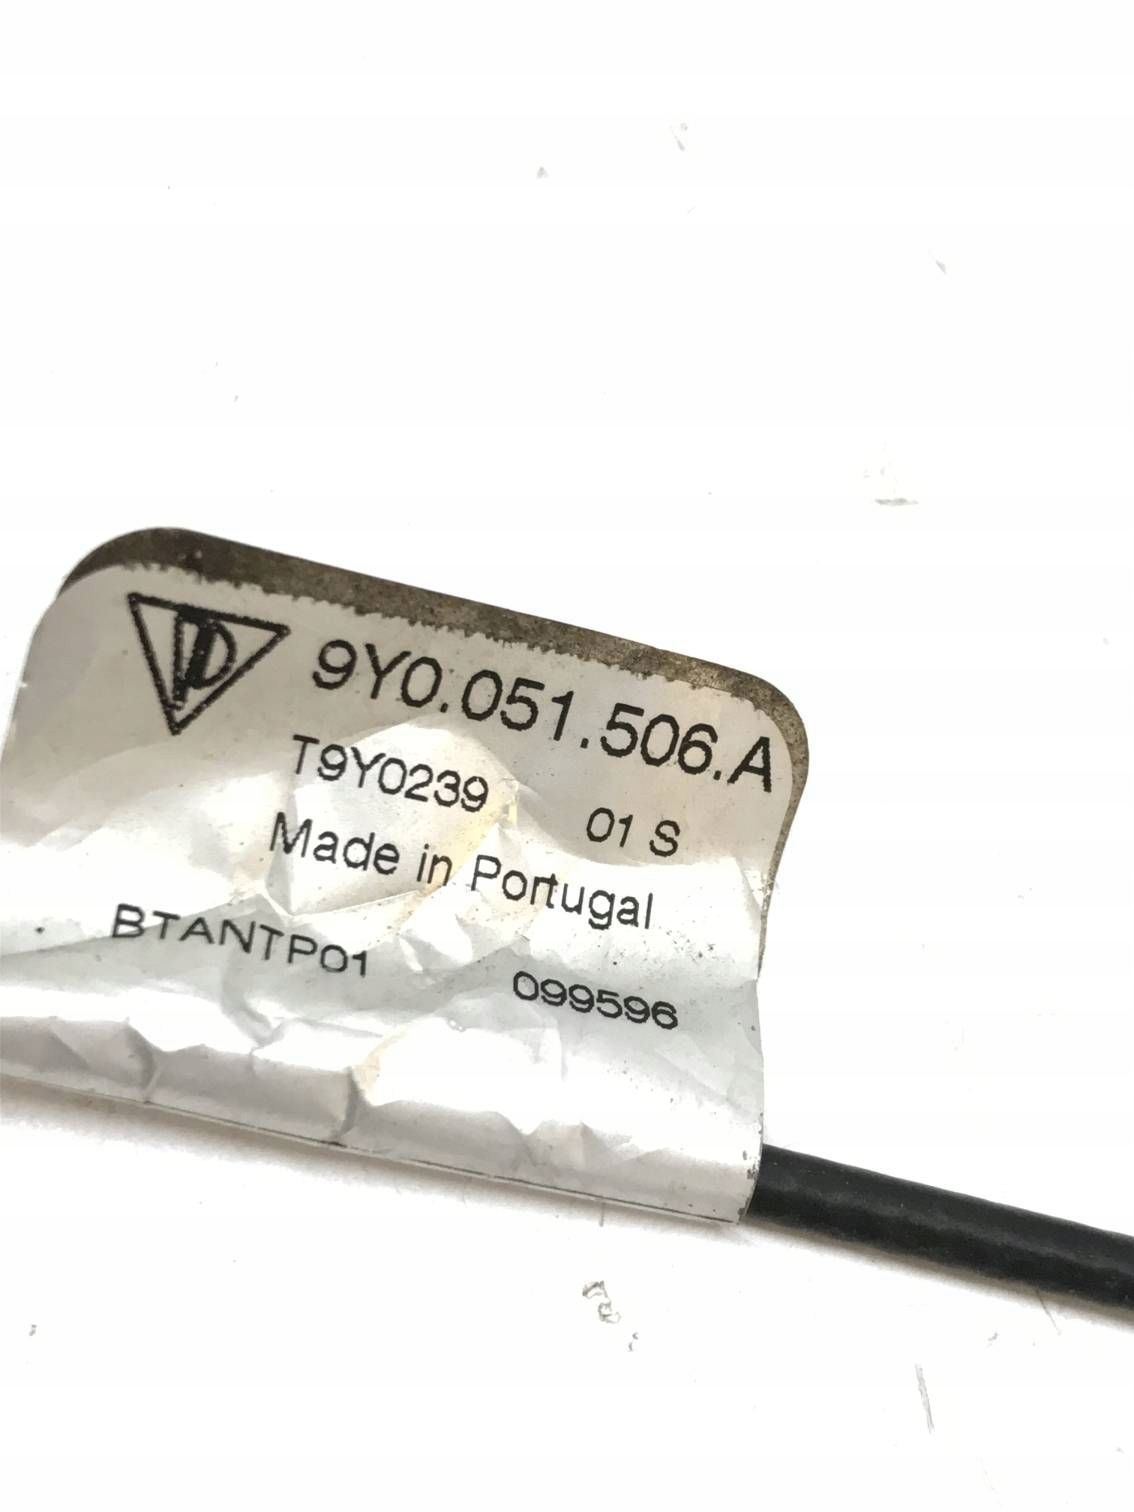 9Y0.051.506.A
T9Y0239 01 S
Made in Portugal
BTANTP01 099596